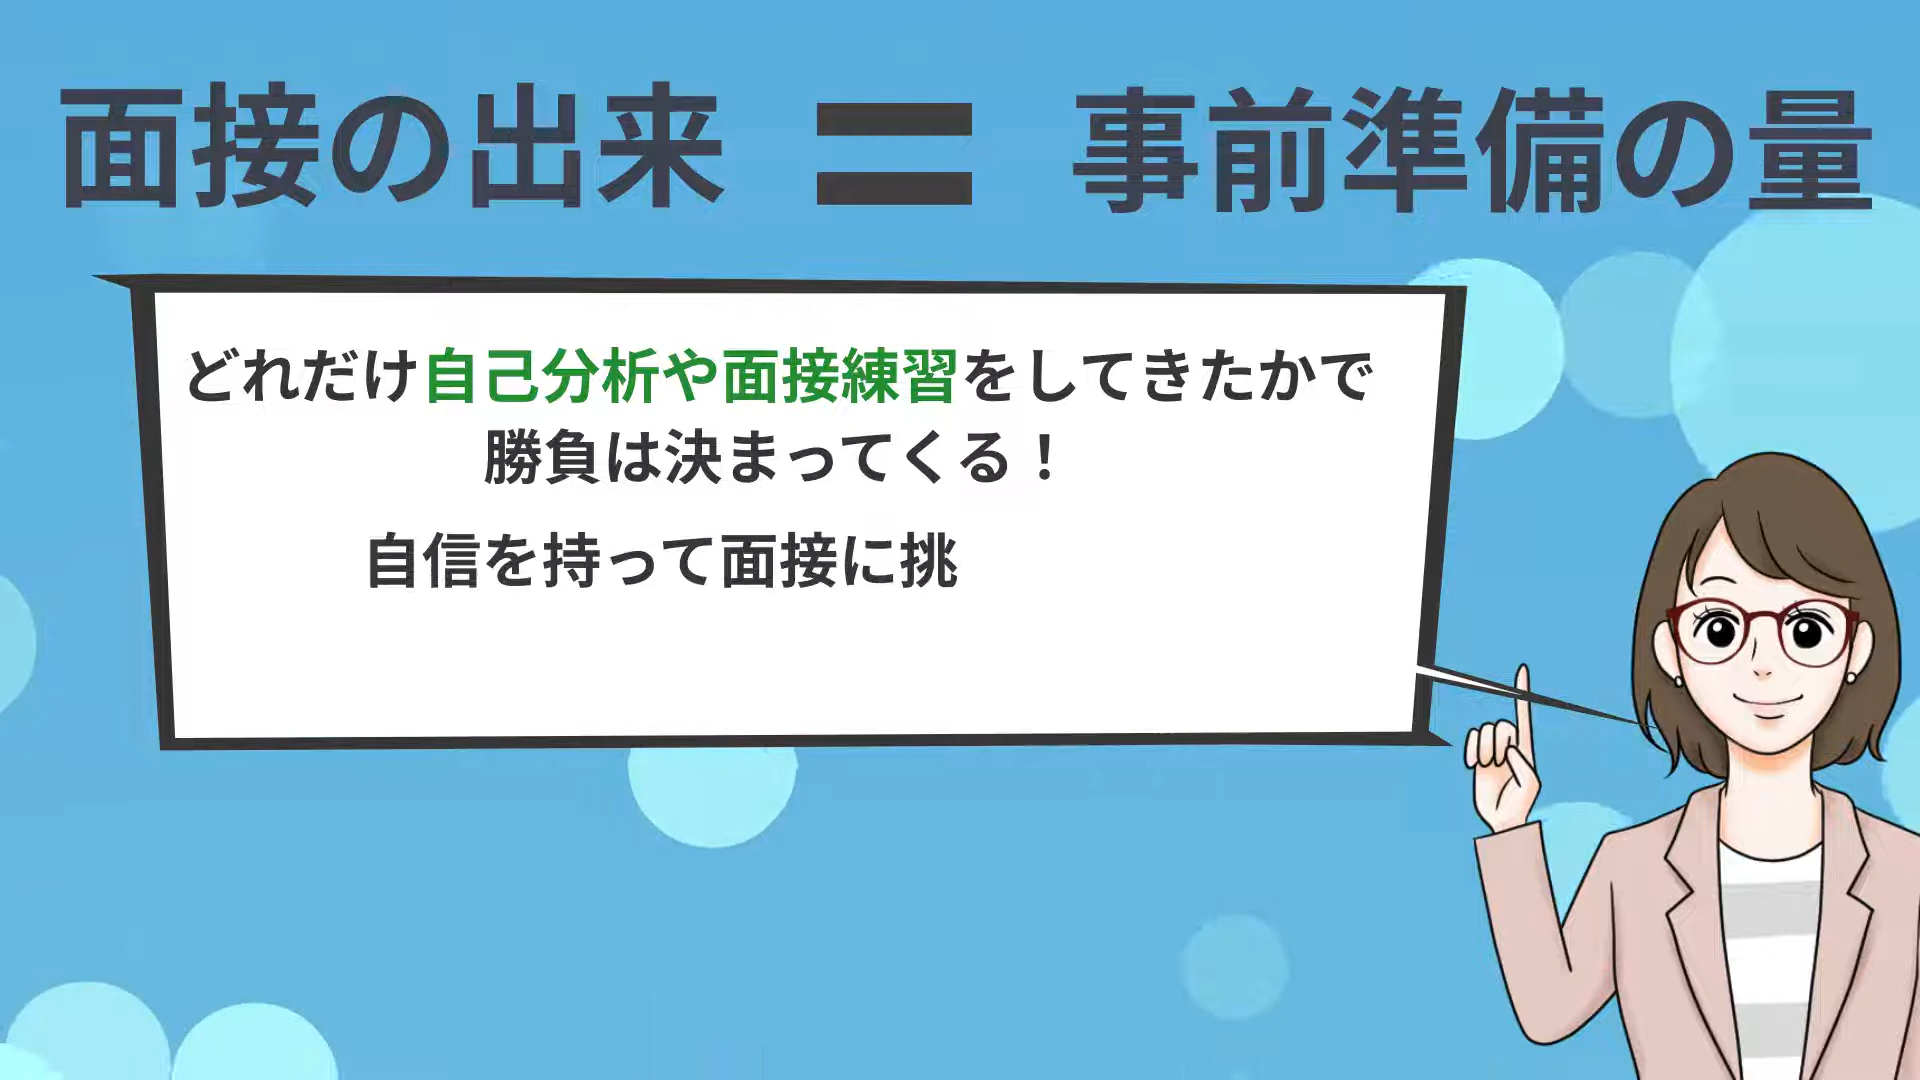 面接の出来 = 事前準備の量
どれだけ自己分析や面接練習をしてきたかで
勝負は決まってくる！
自信を持って面接に挑